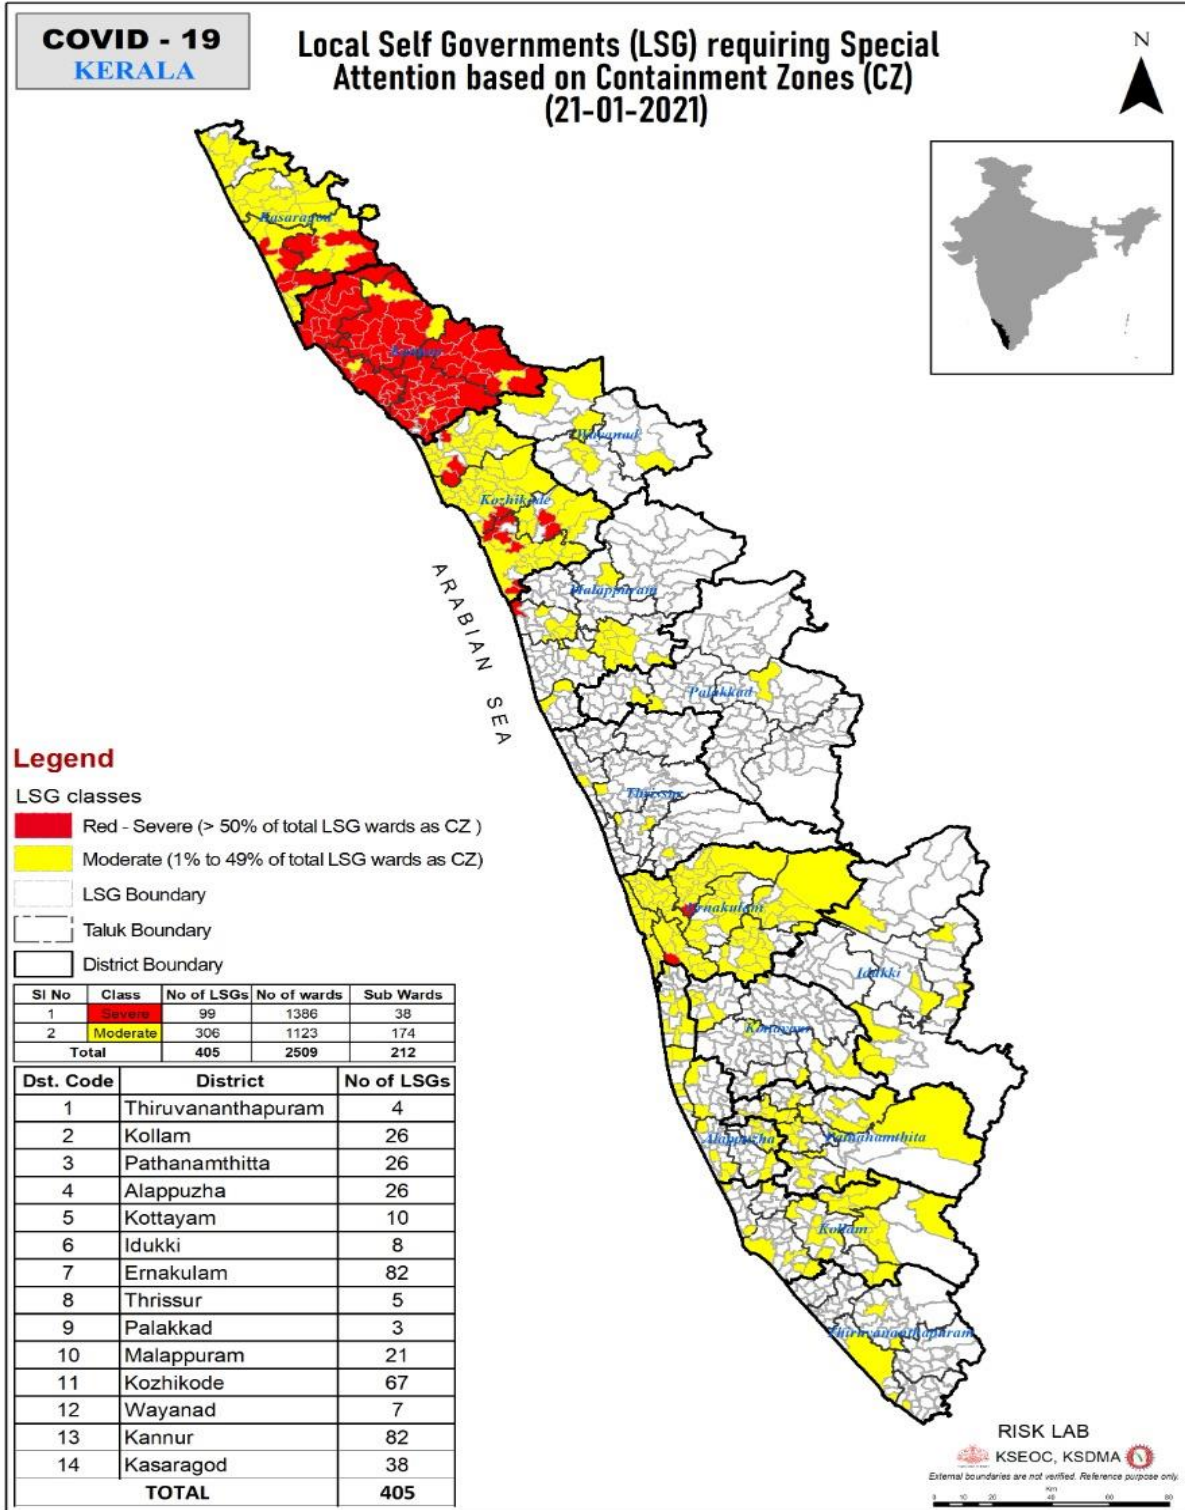 COVID - 19
KERALA
Local Self Governments (LSG) requiring Special
Attention based on Containment Zones (CZ)
(21-01-2021)
N
Kasaragod
Kannur
Wayanad
Kozhikode
Malappuram
ARABIAN SEA
Palakkad
Thrissur
Ernakulam
Idukki
Kottayam
Alappuzha
Pathanamthitta
Kollam
Thiruvananthapuram
Legend
LSG classes
Red - Severe (> 50% of total LSG wards as CZ )
Moderate (1% to 49% of total LSG wards as CZ)
LSG Boundary
Taluk Boundary
District Boundary
Sl No Class No of LSGs No of wards Sub Wards
1 Severe 99 1386 38
2 Moderate 306 1123 174
Total 405 2509 212
Dst. Code District No of LSGs
1 Thiruvananthapuram 4
2 Kollam 26
3 Pathanamthitta 26
4 Alappuzha 26
5 Kottayam 10
6 Idukki 8
7 Ernakulam 82
8 Thrissur 5
9 Palakkad 3
10 Malappuram 21
11 Kozhikode 67
12 Wayanad 7
13 Kannur 82
14 Kasaragod 38
TOTAL 405
RISK LAB
KSEOC, KSDMA
External boundaries are not verified. Reference purpose only.
Km
0 10 20 40 60 80